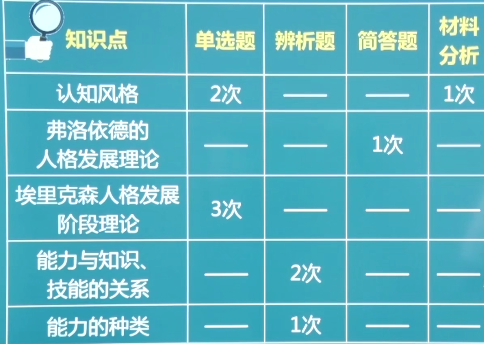 知识点 单选题 辨析题 简答题 材料分析
认知风格 2次 —— —— 1次
弗洛依德的
人格发展理论 —— —— 1次 ——
埃里克森人格发展
阶段理论 3次 —— —— ——
能力与知识、
技能的关系 —— 2次 —— ——
能力的种类 —— 1次 —— ——